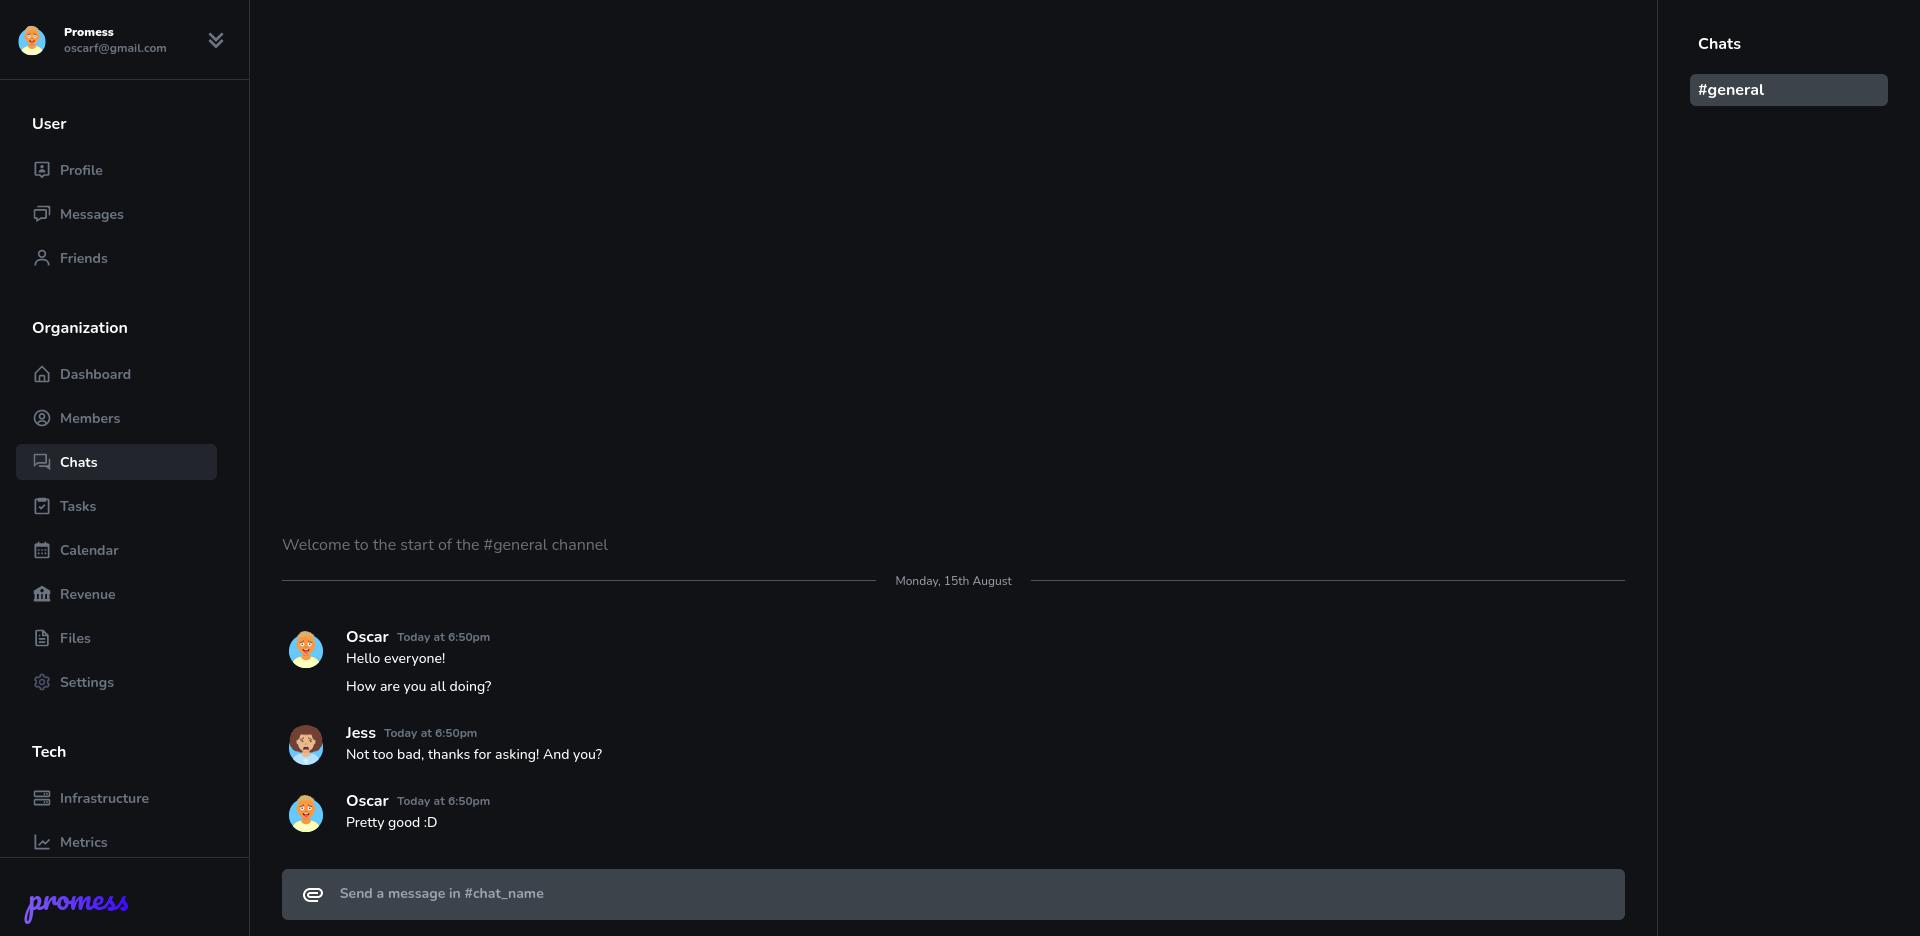 Promess
oscarf@gmail.com
User
Profile
Messages
Friends
Organization
Dashboard
Members
Chats
Tasks
Calendar
Revenue
Files
Settings
Tech
Infrastructure
Metrics
promess
Welcome to the start of the #general channel
Monday, 15th August
Oscar Today at 6:50pm
Hello everyone!
How are you all doing?
Jess Today at 6:50pm
Not too bad, thanks for asking! And you?
Oscar Today at 6:50pm
Pretty good :D
Send a message in #chat_name
Chats
#general